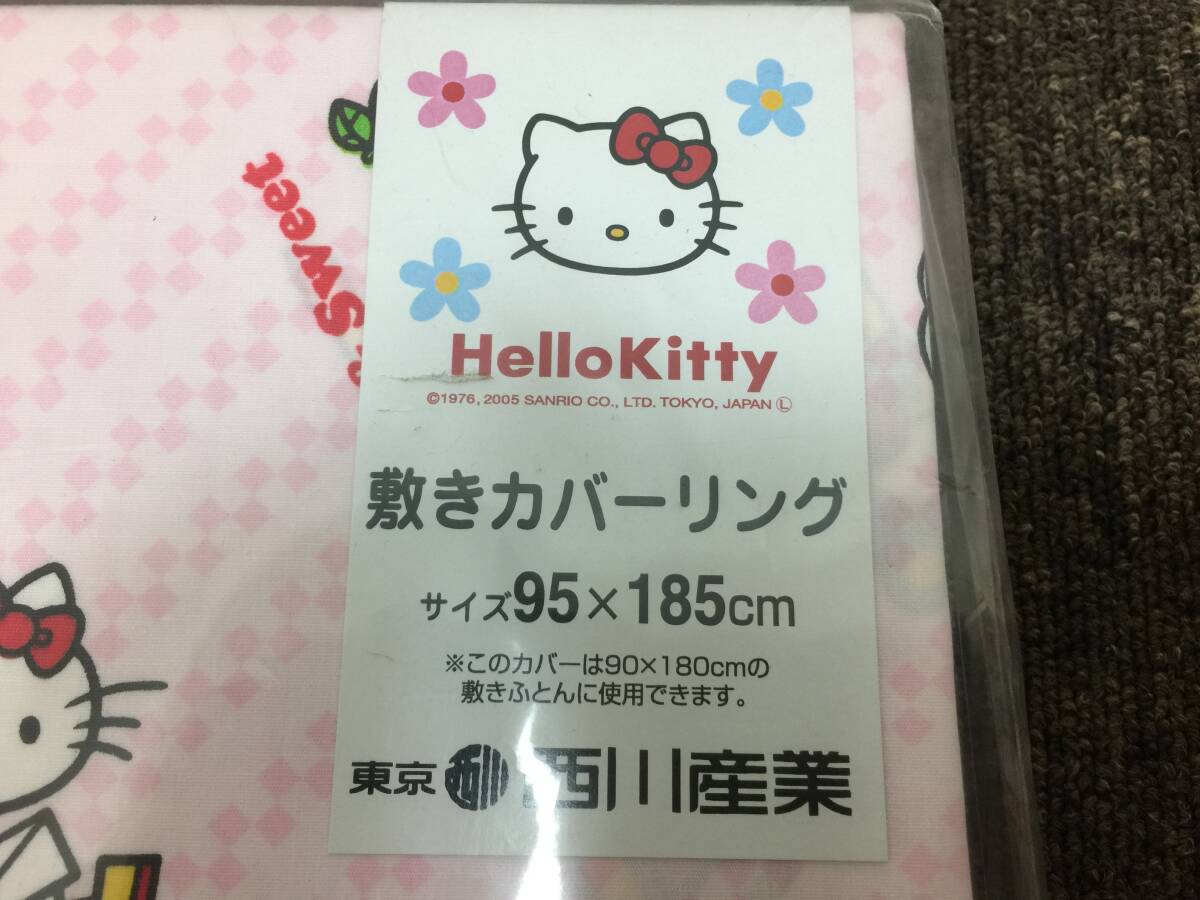 Sweet
HelloKitty
©1976, 2005 SANRIO CO., LTD. TOKYO, JAPAN Ⓛ
敷きカバーリング
サイズ95×185cm
※このカバーは90×180cmの
敷きふとんに使用できます。
東京 西川 西川産業